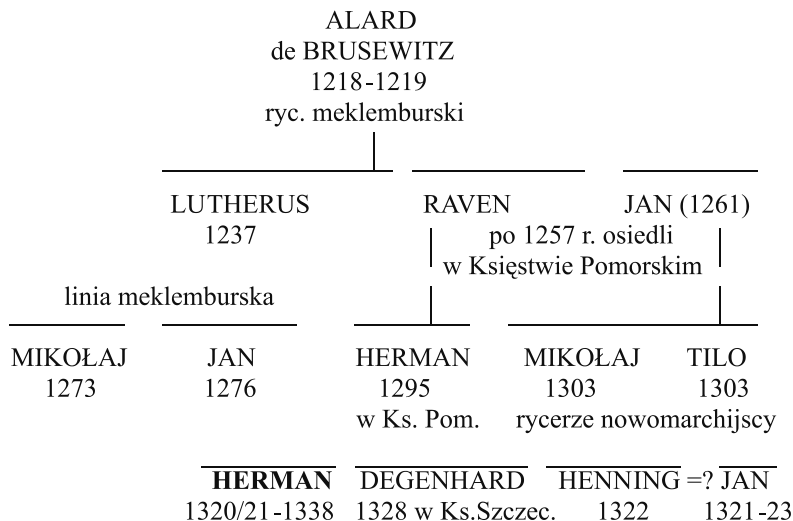 ALARD
de BRUSEWITZ
1218-1219
ryc. meklemburski
LUTHERUS RAVEN JAN (1261)
1237 po 1257 r. osiedli
w Księstwie Pomorskim
linia meklemburska
MIKOŁAJ JAN HERMAN MIKOŁAJ TILO
1273 1276 1295 1303 1303
w Ks. Pom. rycerze nowomarchijscy
HERMAN DEGENHARD HENNING =? JAN
1320/21-1338 1328 w Ks.Szczec. 1322 1321-23